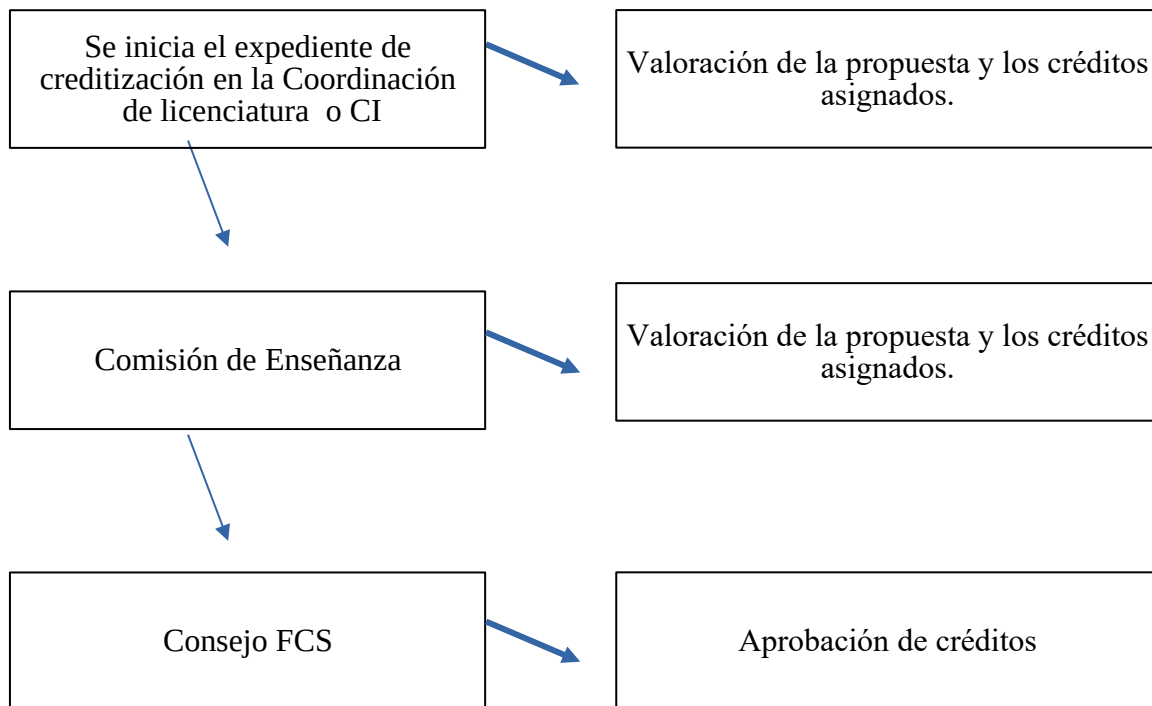 Se inicia el expediente de
creditización en la Coordinación
de licenciatura  o CI
Valoración de la propuesta y los créditos
asignados.
Comisión de Enseñanza
Valoración de la propuesta y los créditos
asignados.
Consejo FCS
Aprobación de créditos